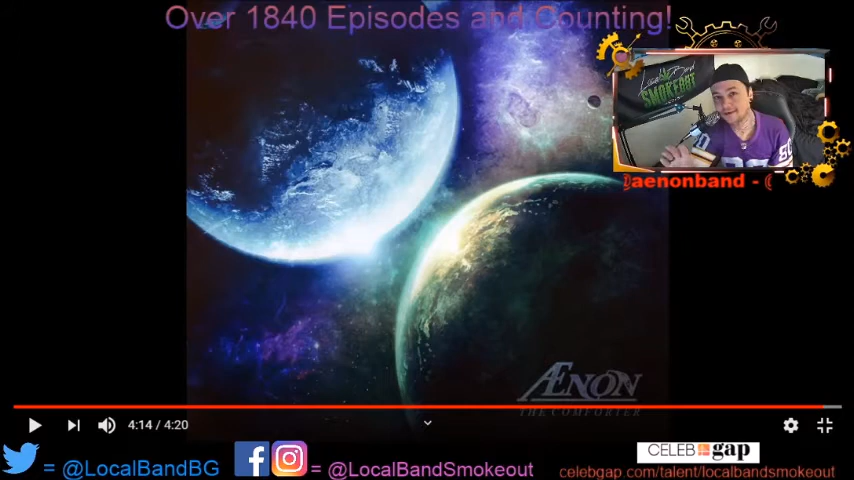 Over 1840 Episodes and Counting!
Local Band
SMOKEOUT
@aenonband - @
ÆNON
THE COMFORTER
4:14 / 4:20
CELEB gap
= @LocalBandBG
= @LocalBandSmokeout
celebgap.com/talent/localbandsmokeout